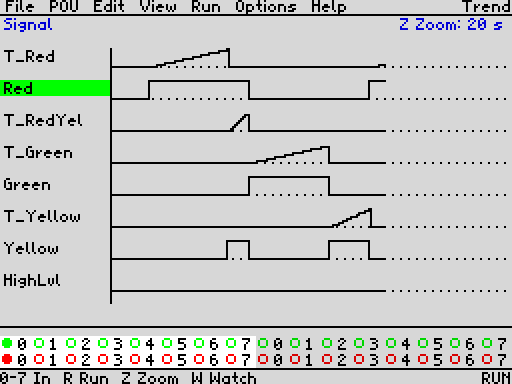 File POU Edit View Run Options Help Trend
Signal Z Zoom: 20 s
T_Red
Red
T_RedYel
T_Green
Green
T_Yellow
Yellow
HighLvl
0 1 2 3 4 5 6 7 0 1 2 3 4 5 6 7
0 1 2 3 4 5 6 7 0 1 2 3 4 5 6 7
0-7 In R Run Z Zoom W Watch RUN